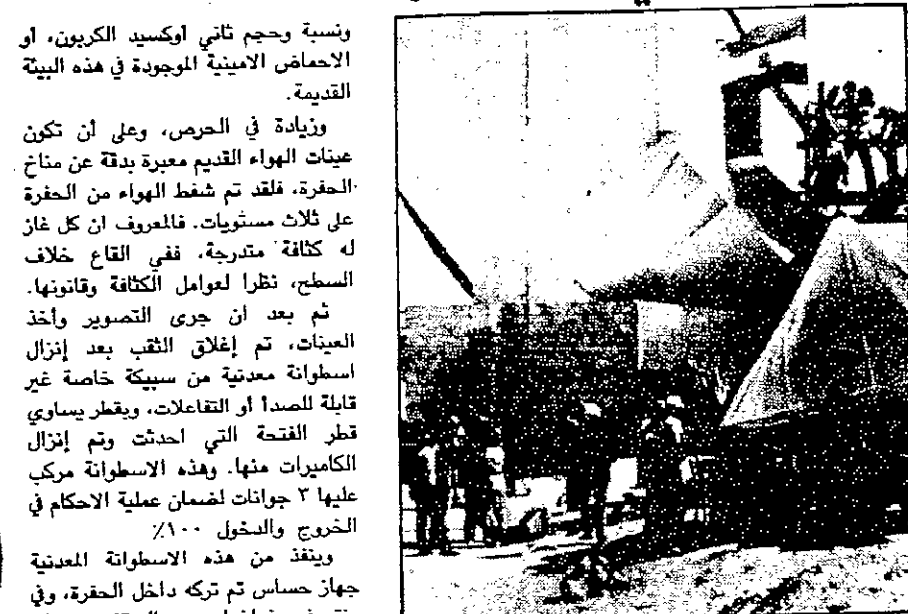 ونسبة وحجم ثاني اوكسيد الكربون، أو
الاحماض الامينية الموجودة في هذه البيئة
القديمة.
وزيادة في الحرص، وعلى أن تكون
عينات الهواء القديم معبرة بدقة عن مناخ
الحفرة، فلقد تم شفط الهواء من الحفرة
على ثلاث مستويات. فالمعروف ان كل غاز
له كثافة متدرجة، ففي القاع خلاف
السطح، نظرا لعوامل الكثافة وقانونها.
ثم بعد ان جرى التصوير وأخذ
العينات، تم إغلاق الثقب بعد إنزال
اسطوانة معدنية من سبيكة خاصة غير
قابلة للصدأ أو التفاعلات، وبقطر يساوي
قطر الفتحة التي احدثت وتم إنزال
الكاميرات منها. وهذه الاسطوانة مركب
عليها ٣ جوانات لضمان عملية الاحكام في
الخروج والدخول ١٠٠٪
وينفذ من هذه الاسطوانة المعدنية
جهاز حساس تم تركه داخل الحفرة، وفي